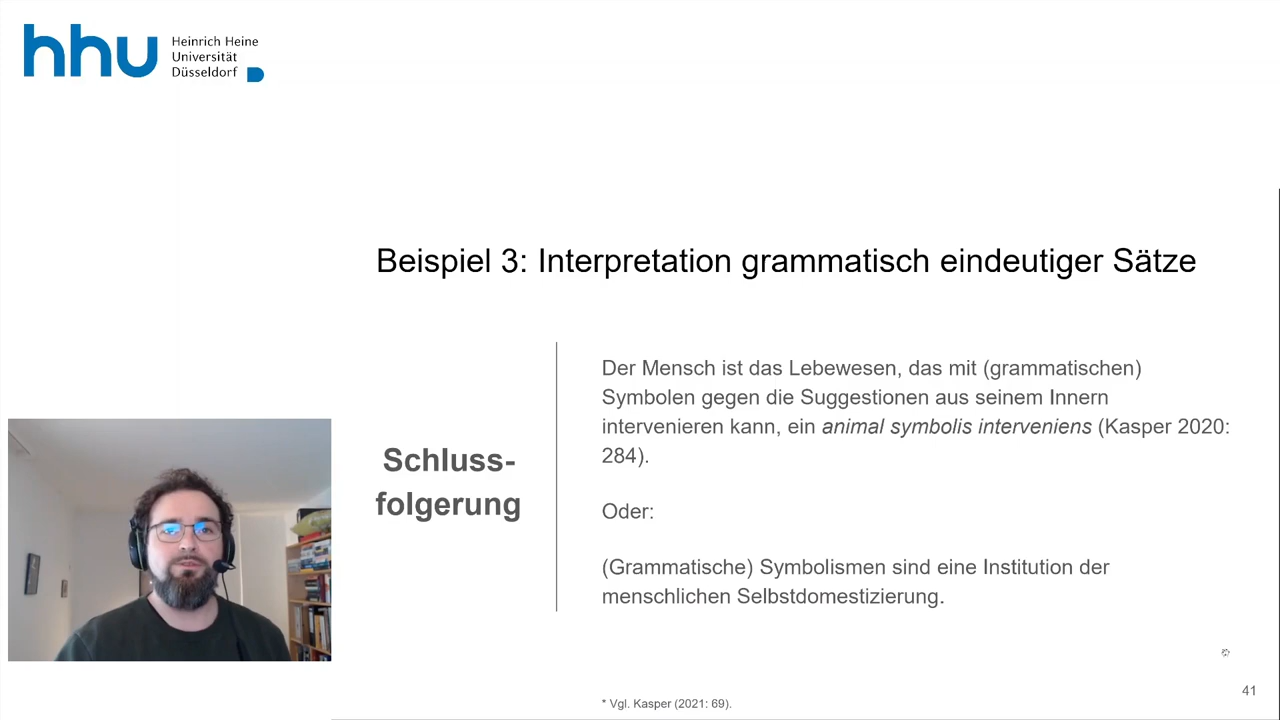 hhu
Heinrich Heine
Universität
Düsseldorf
Beispiel 3: Interpretation grammatisch eindeutiger Sätze
Schluss-
folgerung
Der Mensch ist das Lebewesen, das mit (grammatischen)
Symbolen gegen die Suggestionen aus seinem Innern
intervenieren kann, ein animal symbolis interveniens (Kasper 2020:
284).
Oder:
(Grammatische) Symbolismen sind eine Institution der
menschlichen Selbstdomestizierung.
41
* Vgl. Kasper (2021: 69).